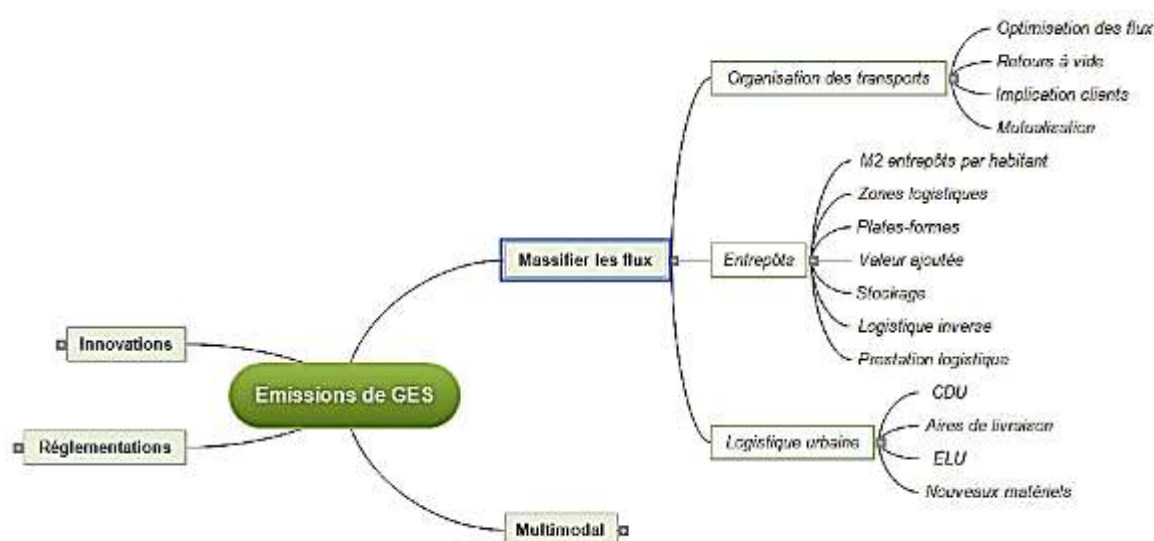 Optimisation des flux
Retours à vide
Organisation des transports
Implication clients
Mutualisation
M2 entrepôts par habitant
Zones logistiques
Plates-formes
Massifier les flux
Entrepôts
Valeur ajoutée
Stockage
Logistique inverse
Prestation logistique
Innovations
Emissions de GES
Réglementations
CDU
Aires de livraison
Logistique urbaine
ELU
Nouveaux matériels
Multimodal